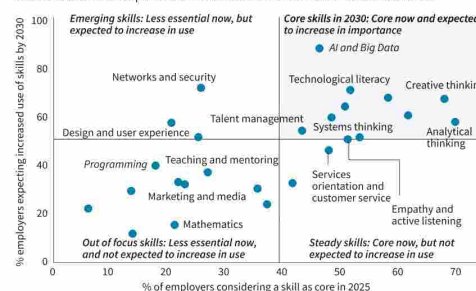 Emerging skills: Less essential now, but
expected to increase in use
Core skills in 2030: Core now and expected
to increase in importance
AI and Big Data
Networks and security
Technological literacy
Creative thinking
Talent management
Design and user experience
Systems thinking
Analytical
thinking
Programming
Teaching and mentoring
Services
orientation and
customer service
Marketing and media
Empathy and
active listening
Mathematics
Out of focus skills: Less essential now,
and not expected to increase in use
Steady skills: Core now, but not
expected to increase in use
% employers expecting increased use of skills by 2030
100
80
60
40
20
0
0 10 20 30 40 50 60 70
% of employers considering a skill as core in 2025